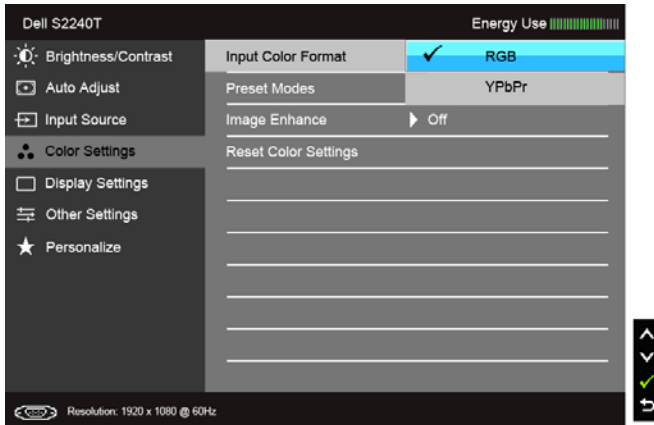 Dell S2240T
Energy Use
Brightness/Contrast
Auto Adjust
Input Source
Color Settings
Display Settings
Other Settings
Personalize
Input Color Format
Preset Modes
Image Enhance
Reset Color Settings
RGB
YPbPr
Off
Resolution: 1920 x 1080 @ 60Hz